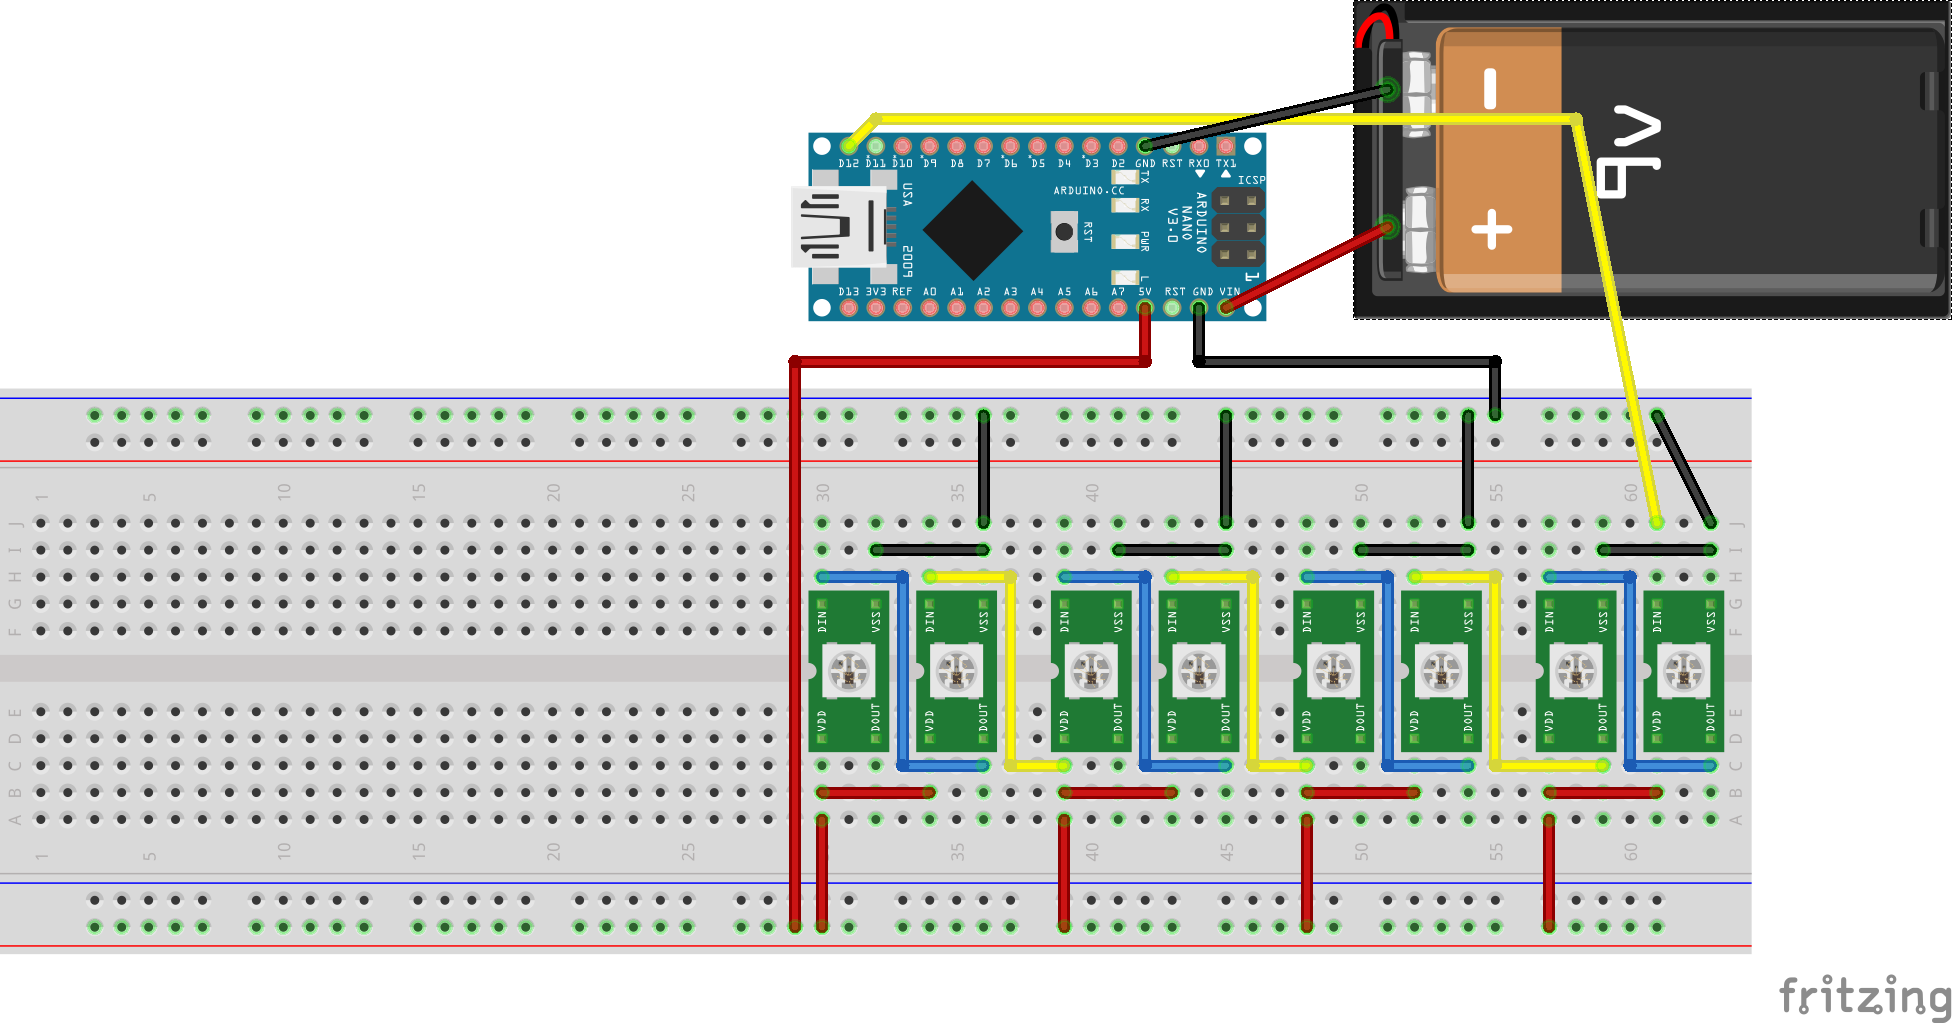 - 9V
+
D12 D11 D10 D9 D8 D7 D6 D5 D4 D3 D2 GND RST RX0 TX1
USA
2009
ARDUINO.CC
RST
TX
RX
PWR
L
ARDUINO
NANO
V3.0
ICSP
1
D13 3V3 REF A0 A1 A2 A3 A4 A5 A6 A7 5V RST GND VIN
1 5 10 15 20 25 30 35 40 45 50 55 60
J J
I I
H H
G G
F F
DIN VSS DIN VSS DIN VSS DIN VSS DIN VSS DIN VSS DIN VSS DIN VSS
VDD DOUT VDD DOUT VDD DOUT VDD DOUT VDD DOUT VDD DOUT VDD DOUT VDD DOUT
E E
D D
C C
B B
A A
1 5 10 15 20 25 35 40 45 50 55 60
fritzing